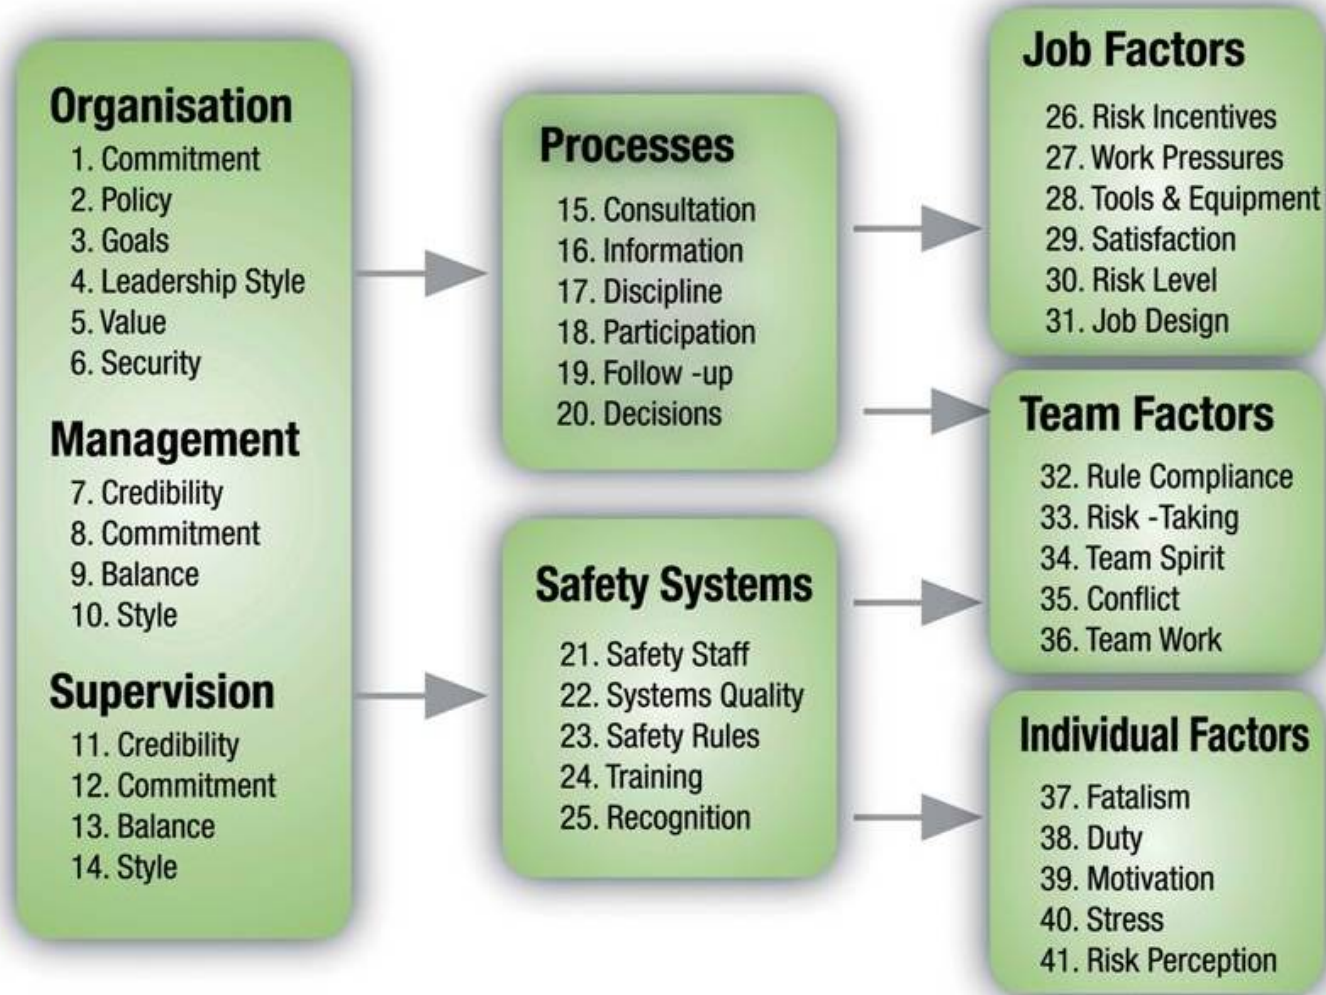 Organisation
1. Commitment
2. Policy
3. Goals
4. Leadership Style
5. Value
6. Security
Management
7. Credibility
8. Commitment
9. Balance
10. Style
Supervision
11. Credibility
12. Commitment
13. Balance
14. Style
Processes
15. Consultation
16. Information
17. Discipline
18. Participation
19. Follow -up
20. Decisions
Safety Systems
21. Safety Staff
22. Systems Quality
23. Safety Rules
24. Training
25. Recognition
Job Factors
26. Risk Incentives
27. Work Pressures
28. Tools & Equipment
29. Satisfaction
30. Risk Level
31. Job Design
Team Factors
32. Rule Compliance
33. Risk -Taking
34. Team Spirit
35. Conflict
36. Team Work
Individual Factors
37. Fatalism
38. Duty
39. Motivation
40. Stress
41. Risk Perception